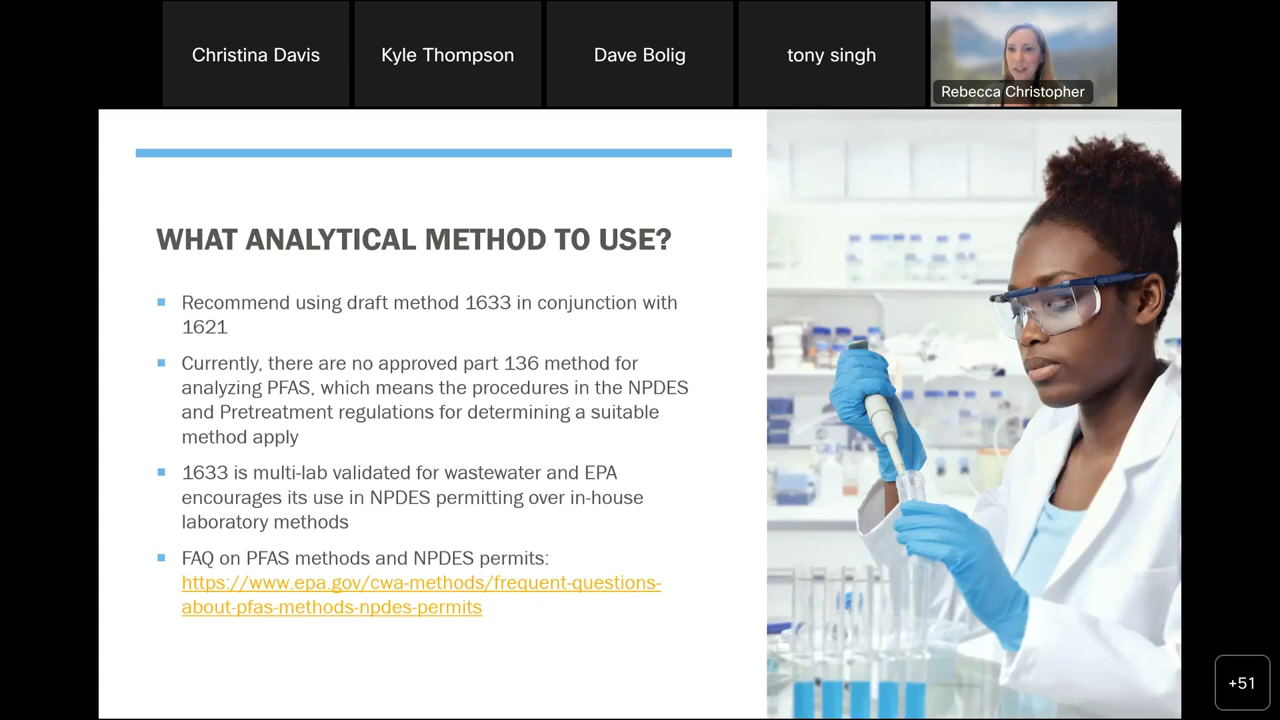 Christina Davis
Kyle Thompson
Dave Bolig
tony singh
Rebecca Christopher
WHAT ANALYTICAL METHOD TO USE?
Recommend using draft method 1633 in conjunction with
1621
Currently, there are no approved part 136 method for
analyzing PFAS, which means the procedures in the NPDES
and Pretreatment regulations for determining a suitable
method apply
1633 is multi-lab validated for wastewater and EPA
encourages its use in NPDES permitting over in-house
laboratory methods
FAQ on PFAS methods and NPDES permits:
https://www.epa.gov/cwa-methods/frequent-questions-
about-pfas-methods-npdes-permits
+51